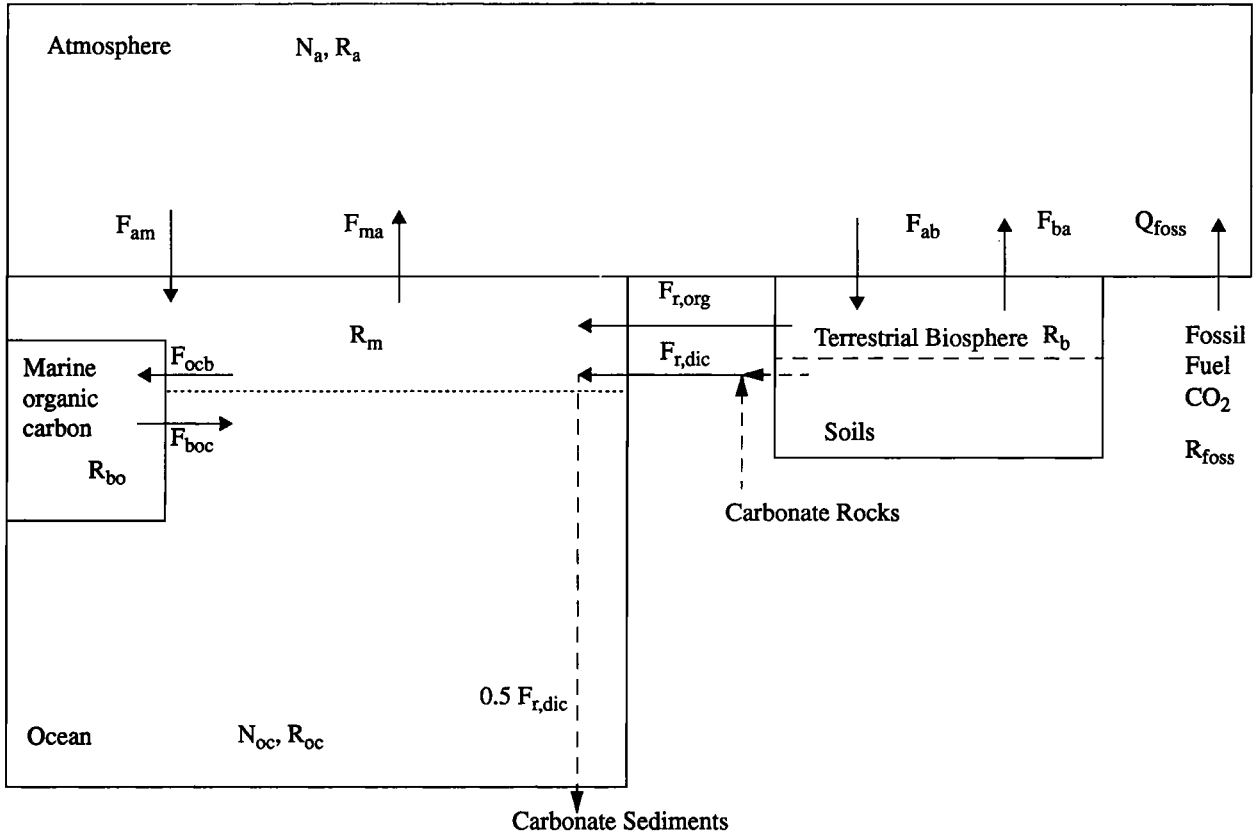 Atmosphere
N_a, R_a
F_am
F_ma
F_ab
F_ba
Q_foss
F_r,org
R_m
Terrestrial Biosphere R_b
Fossil
Fuel
CO_2
R_foss
F_ocb
F_r,dic
Marine
organic
carbon
F_boc
R_bo
Soils
Carbonate Rocks
0.5 F_r,dic
Ocean
N_oc, R_oc
Carbonate Sediments